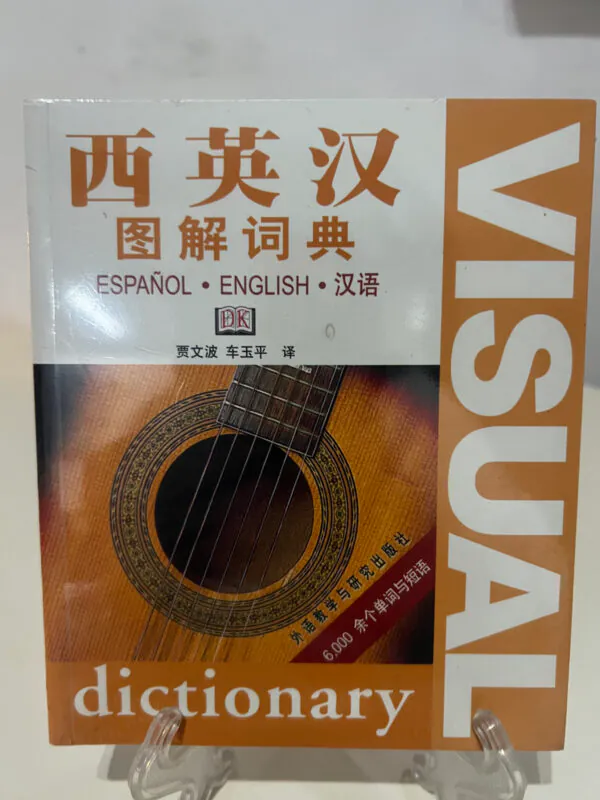 西英汉
图解词典
ESPAÑOL • ENGLISH • 汉语
DK
贾文波 车玉平 译
VISUAL
外语教学与研究出版社
6,000 余个单词与短语
dictionary